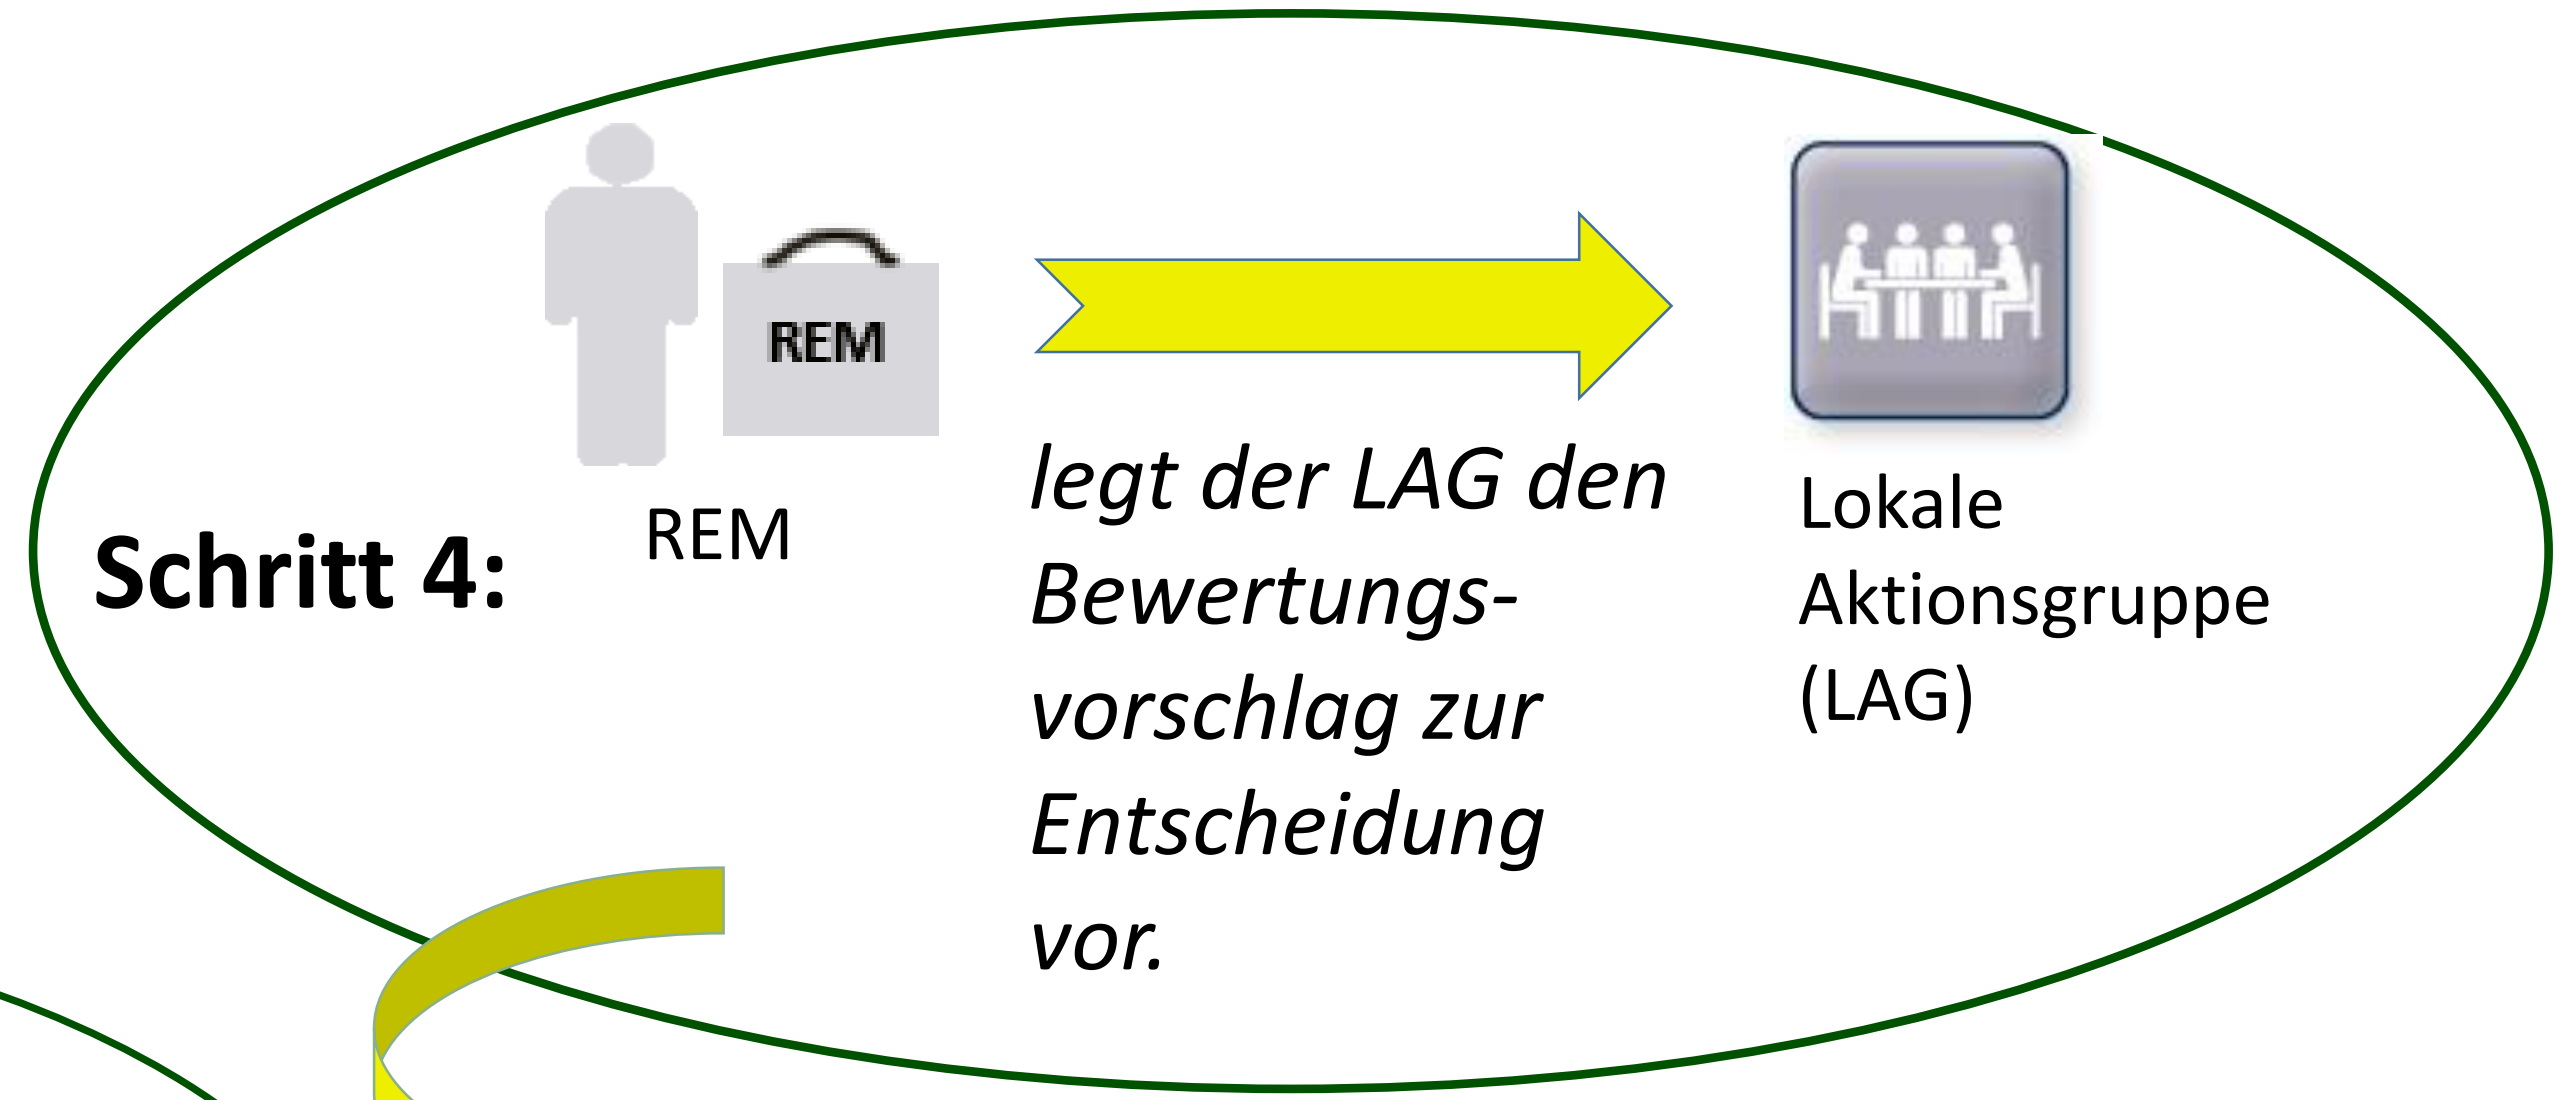 REM
REM
Schritt 4:
legt der LAG den
Bewertungs-
vorschlag zur
Entscheidung
vor.
Lokale
Aktionsgruppe
(LAG)